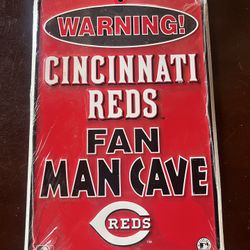 WARNING!
CINCINNATI
REDS
FAN
MAN CAVE
REDS